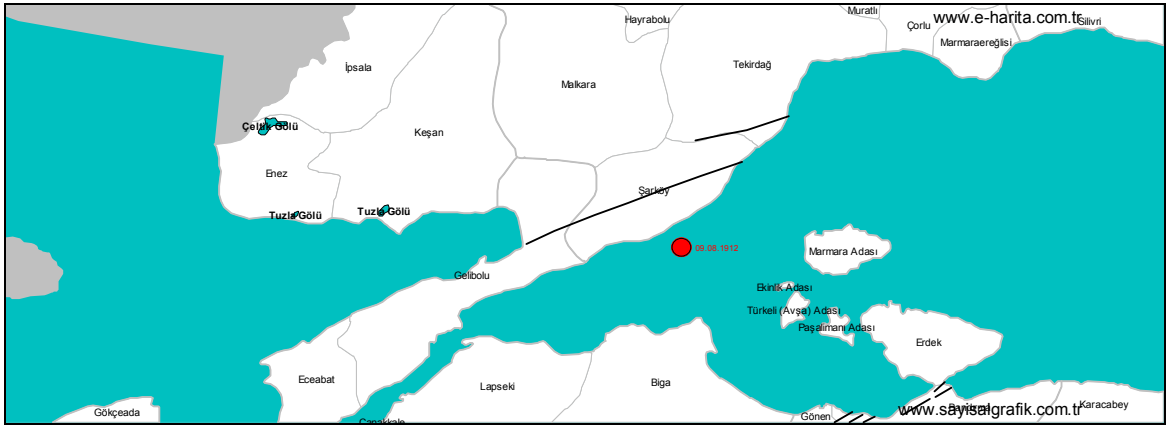 Muratlı
www.e-harita.com.tr
Hayrabolu
Çorlu
Silivri
Marmaraereğlisi
İpsala
Tekirdağ
Malkara
Çeltik Gölü
Keşan
Enez
Şarköy
Tuzla Gölü
Tuzla Gölü
09.08.1912
Marmara Adası
Gelibolu
Ekinlik Adası
Türkeli (Avşa) Adası
Paşalimanı Adası
Erdek
Eceabat
Lapseki
Biga
Gökçeada
Gönen
www.sayisalgrafik.com.tr
Karacabey
Çanakkale